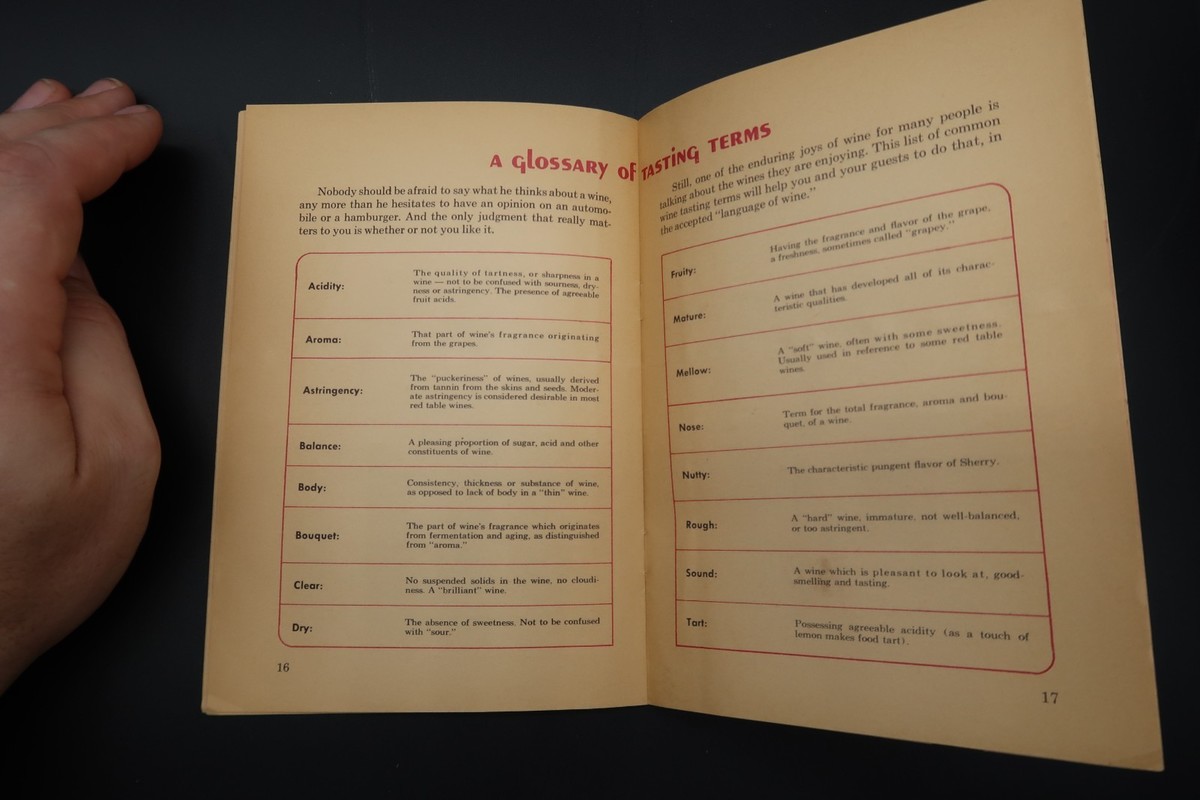 A GLOSSARY OF TASTING TERMS
Nobody should be afraid to say what he thinks about a wine,
any more than he hesitates to have an opinion on an automo-
bile or a hamburger. And the only judgment that really mat-
ters to you is whether or not you like it.
Acidity:
The quality of tartness, or sharpness in a
wine — not to be confused with sourness, dry-
ness or astringency. The presence of agreeable
fruit acids.
Aroma:
That part of wine's fragrance originating
from the grapes.
Astringency:
The "puckeriness" of wines, usually derived
from tannin from the skins and seeds. Moder-
ate astringency is considered desirable in most
red table wines.
Balance:
A pleasing proportion of sugar, acid and other
constituents of wine.
Body:
Consistency, thickness or substance of wine,
as opposed to lack of body in a "thin" wine.
Bouquet:
The part of wine's fragrance which originates
from fermentation and aging, as distinguished
from "aroma."
Clear:
No suspended solids in the wine, no cloudi-
ness. A "brilliant" wine.
Dry:
The absence of sweetness. Not to be confused
with "sour."
16
Still, one of the enduring joys of wine for many people is
talking about the wines they are enjoying. This list of common
wine tasting terms will help you and your guests to do that, in
the accepted "language of wine."
Fruity:
Having the fragrance and flavor of the grape,
a freshness, sometimes called "grapey."
Mature:
A wine that has developed all of its charac-
teristic qualities.
Mellow:
A "soft" wine, often with some sweetness.
Usually used in reference to some red table
wines.
Nose:
Term for the total fragrance, aroma and bou-
quet, of a wine.
Nutty:
The characteristic pungent flavor of Sherry.
Rough:
A "hard" wine, immature, not well-balanced,
or too astringent.
Sound:
A wine which is pleasant to look at, good-
smelling and tasting.
Tart:
Possessing agreeable acidity (as a touch of
lemon makes food tart).
17